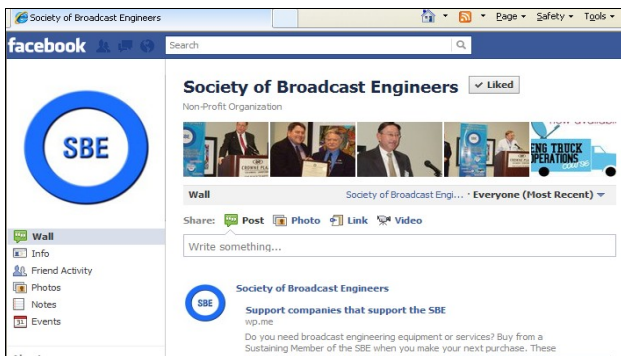 Society of Broadcast Engineers
Page Safety Tools
facebook
Search
SBE
Society of Broadcast Engineers
Liked
Non-Profit Organization
ENG TRUCK
OPERATIONS
Course
Wall
Society of Broadcast Engi... · Everyone (Most Recent)
Share: Post Photo Link Video
Write something...
Wall
Info
Friend Activity
Photos
Notes
31 Events
Society of Broadcast Engineers
SBE
Support companies that support the SBE
wp.me
Do you need broadcast engineering equipment or services? Buy from a
Sustaining Member of the SBE when you make your next purchase. These